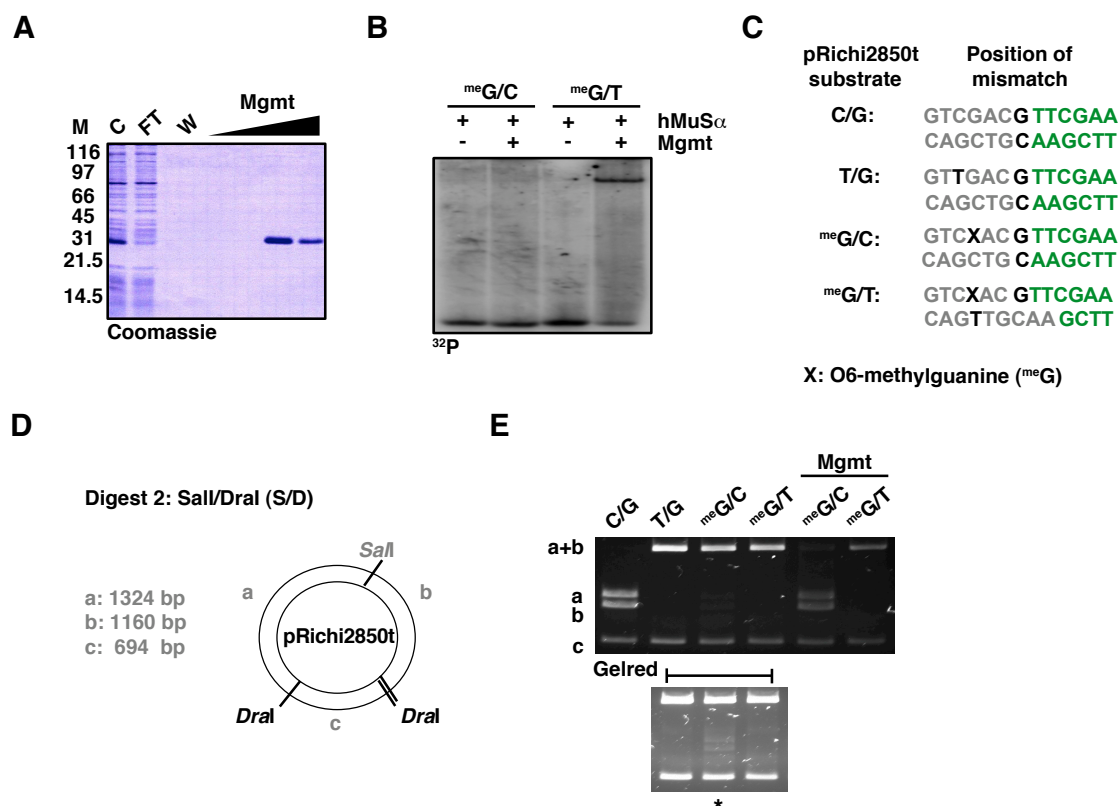 A
M C FT W Mgmt
116
97
66
45
31
21.5
14.5
Coomassie
B
meG/C meG/T
+ + + + hMuSα
- + - + Mgmt
32P
C
pRichi2850t substrate
Position of mismatch
C/G: GTCGACGTTCGAA
CAGCTGCAAGCTT
T/G: GTTGACGTTCGAA
CAGCTGCAAGCTT
meG/C: GTCXACGTTCGAA
CAGCTGCAAGCTT
meG/T: GTCXACGTTCGAA
CAGTTGCAAGCTT
X: O6-methylguanine (meG)
D
Digest 2: SalI/DraI (S/D)
SalI
a
b
a: 1324 bp
b: 1160 bp
c: 694 bp
pRichi2850t
DraI
c
DraI
E
Mgmt
C/G T/G meG/C meG/T meG/C meG/T
a+b
a
b
c
Gelred
*